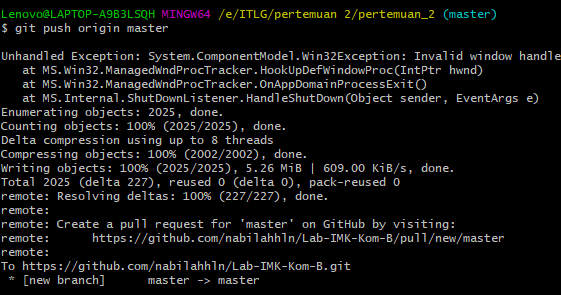 Lenovo@LAPTOP-A9B3LSQH MINGW64 /e/ITLG/pertemuan 2/pertemuan_2 (master)
$ git push origin master
Unhandled Exception: System.ComponentModel.Win32Exception: Invalid window handle
at MS.Win32.ManagedWndProcTracker.HookUpDefWindowProc(IntPtr hwnd)
at MS.Win32.ManagedWndProcTracker.OnAppDomainProcessExit()
at MS.Internal.ShutDownListener.HandleShutDown(Object sender, EventArgs e)
Enumerating objects: 2025, done.
Counting objects: 100% (2025/2025), done.
Delta compression using up to 8 threads
Compressing objects: 100% (2002/2002), done.
Writing objects: 100% (2025/2025), 5.26 MiB | 609.00 KiB/s, done.
Total 2025 (delta 227), reused 0 (delta 0), pack-reused 0
remote: Resolving deltas: 100% (227/227), done.
remote:
remote: Create a pull request for 'master' on GitHub by visiting:
remote:      https://github.com/nabilahhln/Lab-IMK-Kom-B/pull/new/master
remote:
To https://github.com/nabilahhln/Lab-IMK-Kom-B.git
* [new branch]      master -> master